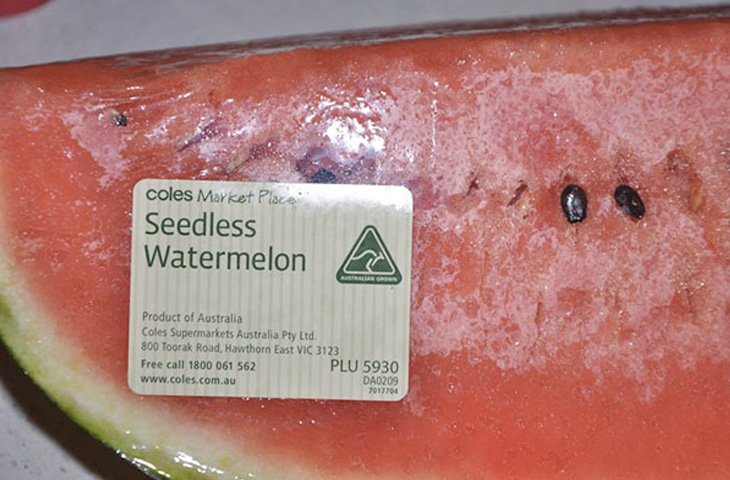 coles Market Place
Seedless
Watermelon
AUSTRALIAN GROWN
Product of Australia
Coles Supermarkets Australia Pty Ltd.
800 Toorak Road, Hawthorn East VIC 3123
Free call 1800 061 562
PLU 5930
www.coles.com.au
DA0209
7017704